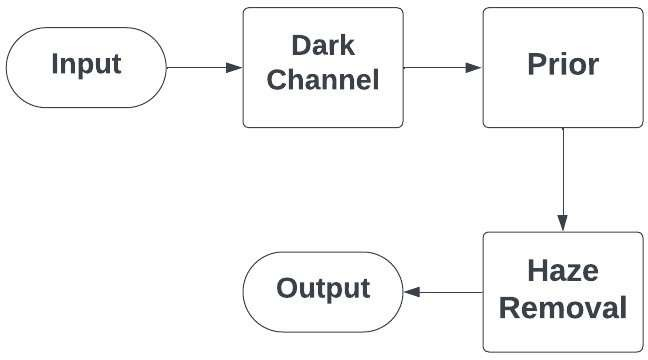 Input
Dark
Channel
Prior
Haze
Removal
Output